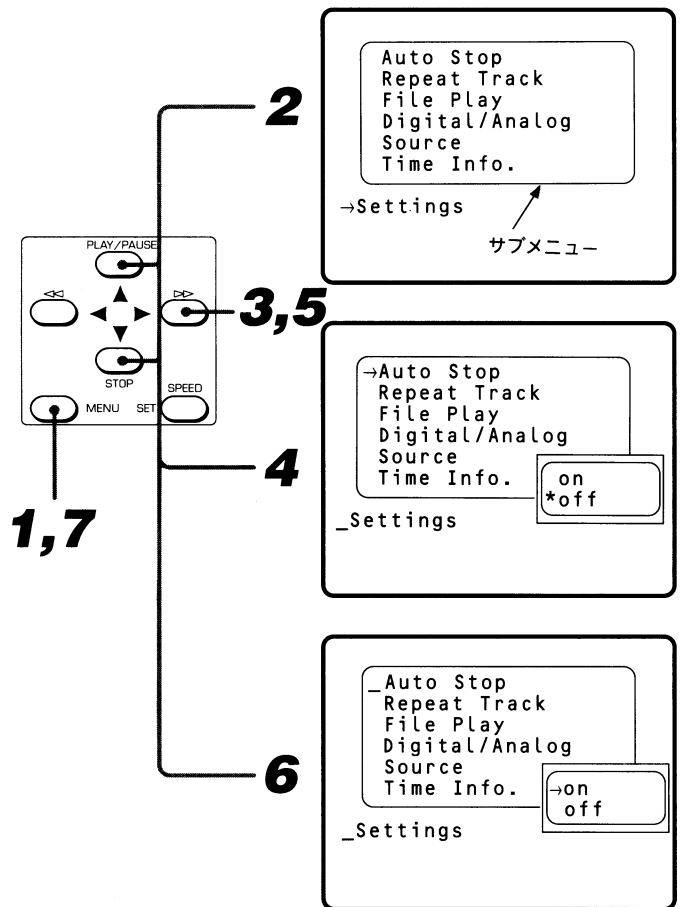 2
Auto Stop
Repeat Track
File Play
Digital/Analog
Source
Time Info.
→Settings
サブメニュー
PLAY/PAUSE
STOP
MENU
SET
SPEED
3,5
1,7
4
→Auto Stop
Repeat Track
File Play
Digital/Analog
Source
Time Info.
on
*off
_Settings
6
_Auto Stop
Repeat Track
File Play
Digital/Analog
Source
Time Info.
→on
off
_Settings